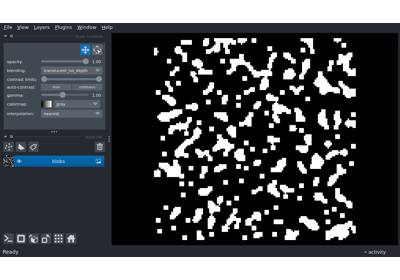 File View Layers Plugins Window Help
opacity: 1.00
blending: translucent_no_depth
contrast limits:
auto-contrast: once continuous
gamma: 1.00
colormap: gray
interpolation: nearest
blobs
Ready
activity